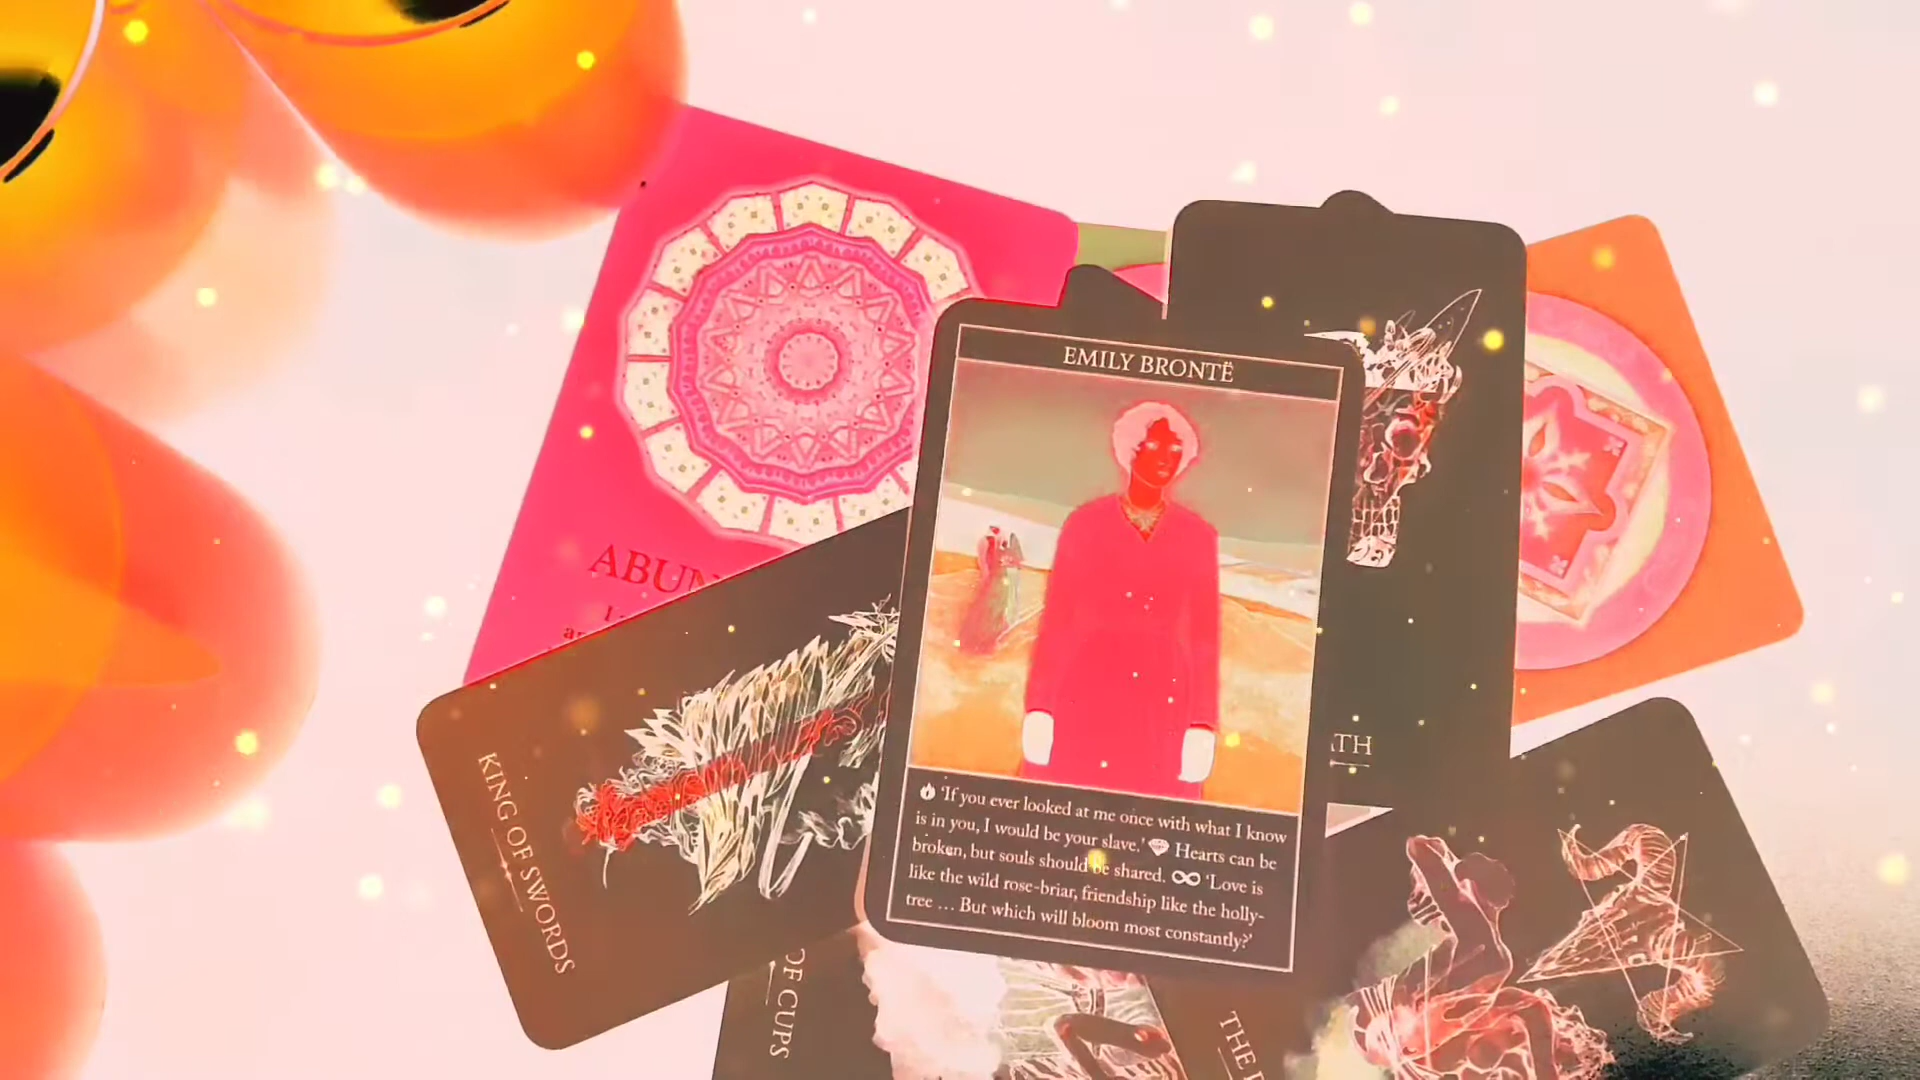 EMILY BRONTË
'If you ever looked at me once with what I know
is in you, I would be your slave.' Hearts can be
broken, but souls should be shared. ∞ 'Love is
like the wild rose-briar, friendship like the holly-
tree … But which will bloom most constantly?'
KING OF SWORDS
OF CUPS
THE